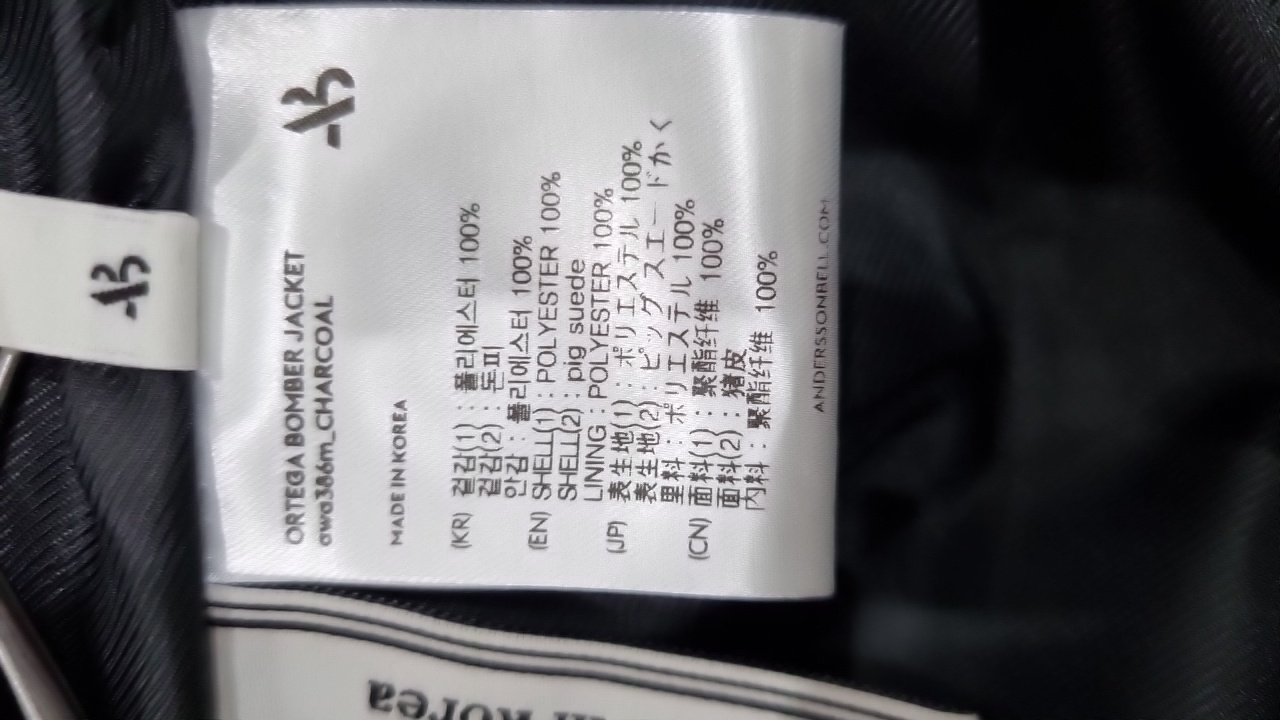 ORTEGA BOMBER JACKET
awa386m_CHARCOAL
MADE IN KOREA
(KR) 겉감(1) : 폴리에스터 100%
겉감(2) : 돈피
안감 : 폴리에스터 100%
(EN) SHELL(1) : POLYESTER 100%
SHELL(2) : pig suede
LINING : POLYESTER 100%
(JP) 表生地(1) : ポリエステル 100%
表生地(2) : ピッグスエードかく
里料 : ポリエステル 100%
(CN) 面料(1) : 聚酯纤维 100%
面料(2) : 猪皮
内料 : 聚酯纤维 100%
ANDERSSONBELL.COM
in Korea